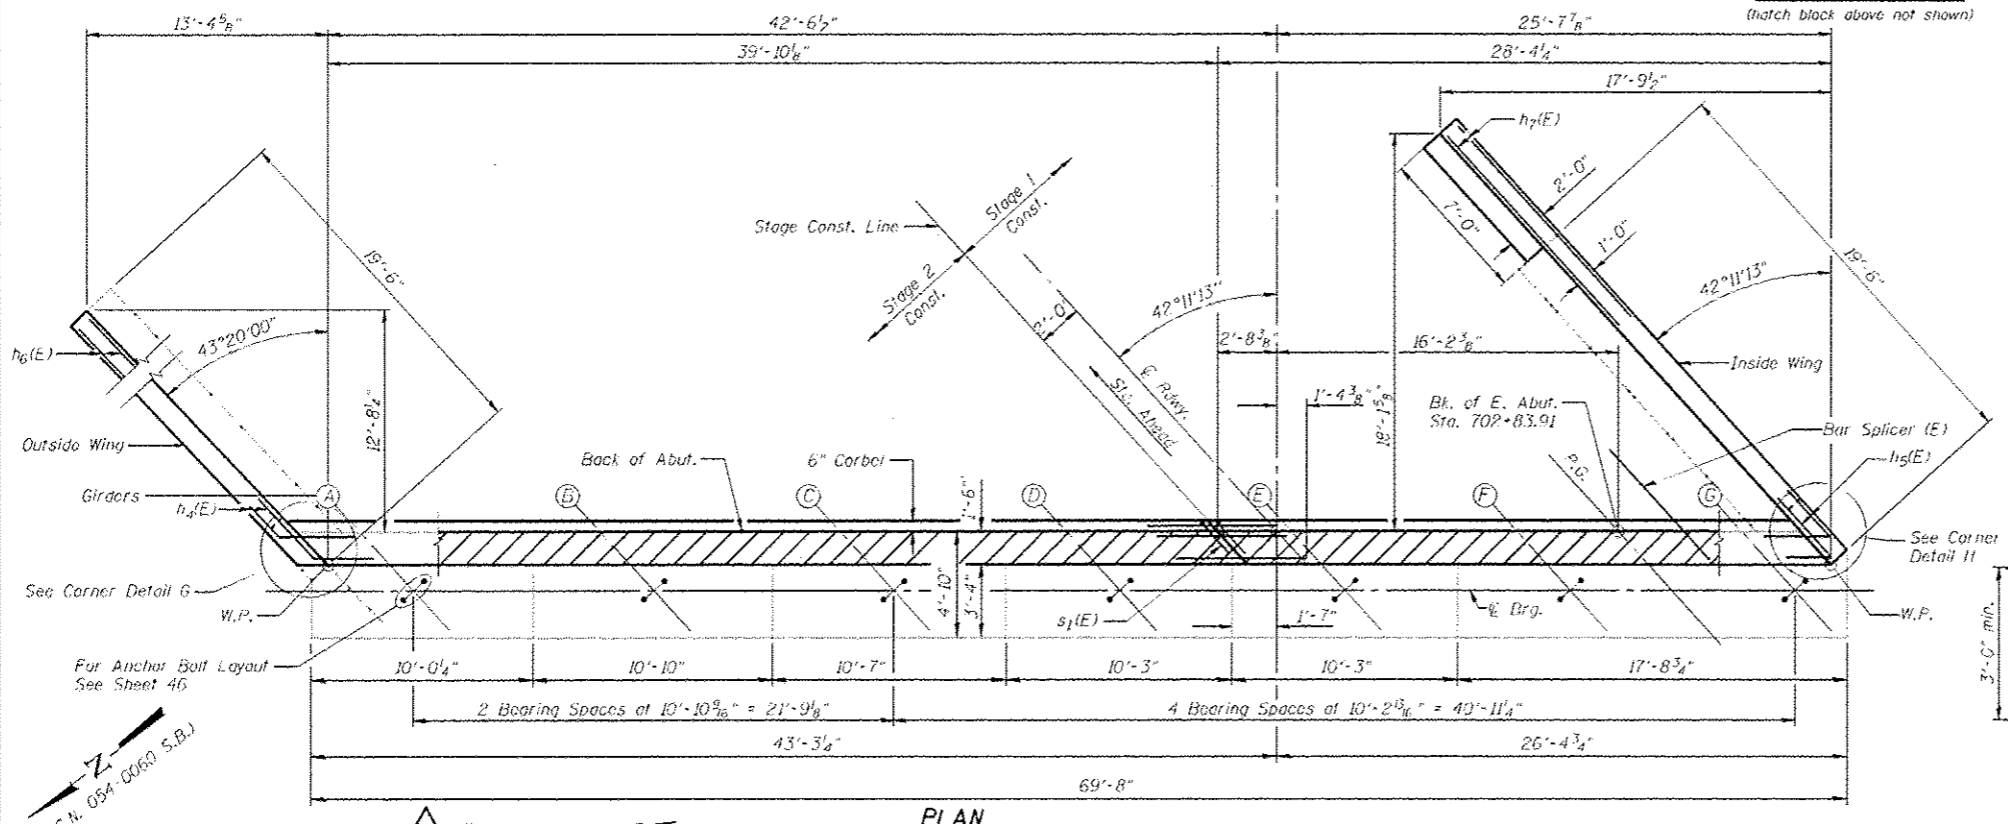 (hatch block above not shown)
13'-4⅝"
42'-6½"
25'-7⅞"
39'-10⅛"
28'-4¼"
17'-9½"
h7(E)
2'-0"
7'-0"
1'-0"
19'-6"
Stage 1
Const.
Stage Const. Line
Stage 2
Const.
19'-6"
42°11'13"
42°11'13"
2'-0"
43°20'00"
h6(E)
2'-8⅜"
16'-2⅜"
Inside Wing
℄ Rdwy.
Sta. Ahead
12'-8¼"
1'-4⅜"
18'-1⅝"
Bk. of E. Abut.
Sta. 702+83.91
Bar Splicer (E)
Outside Wing
Back of Abut.
6" Corbel
P.G.
h5(E)
Girders
A
B
C
D
E
F
G
h4(E)
1'-6"
See Corner
Detail H
See Corner Detail G
4'-10"
3'-4"
W.P.
s1(E)
1'-7"
℄ Brg.
W.P.
For Anchor Bolt Layout
See Sheet 46
10'-0¼"
10'-10"
10'-7"
10'-3"
10'-3"
17'-8¾"
3'-0" min.
2 Bearing Spaces at 10'-10 9/16" = 21'-9⅛"
4 Bearing Spaces at 10'-2 13/16" = 40'-11¼"
Z
S.N. 054-0060 S.B.)
43'-3¼"
26'-4¾"
69'-8"
PLAN